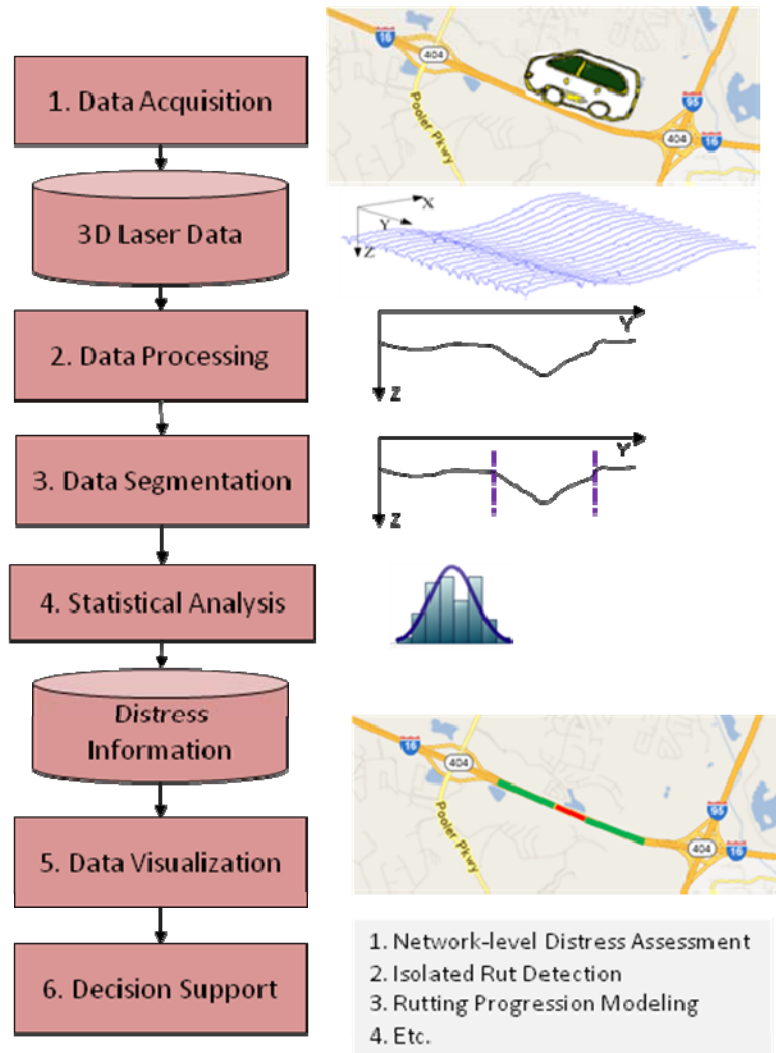 1. Data Acquisition
16
404
Pooler Pkwy
95
404
16
3D Laser Data
X
Y
Z
2. Data Processing
Y
Z
3. Data Segmentation
Y
Z
4. Statistical Analysis
Distress
Information
16
404
Pooler Pkwy
95
404
16
5. Data Visualization
6. Decision Support
1. Network-level Distress Assessment
2. Isolated Rut Detection
3. Rutting Progression Modeling
4. Etc.